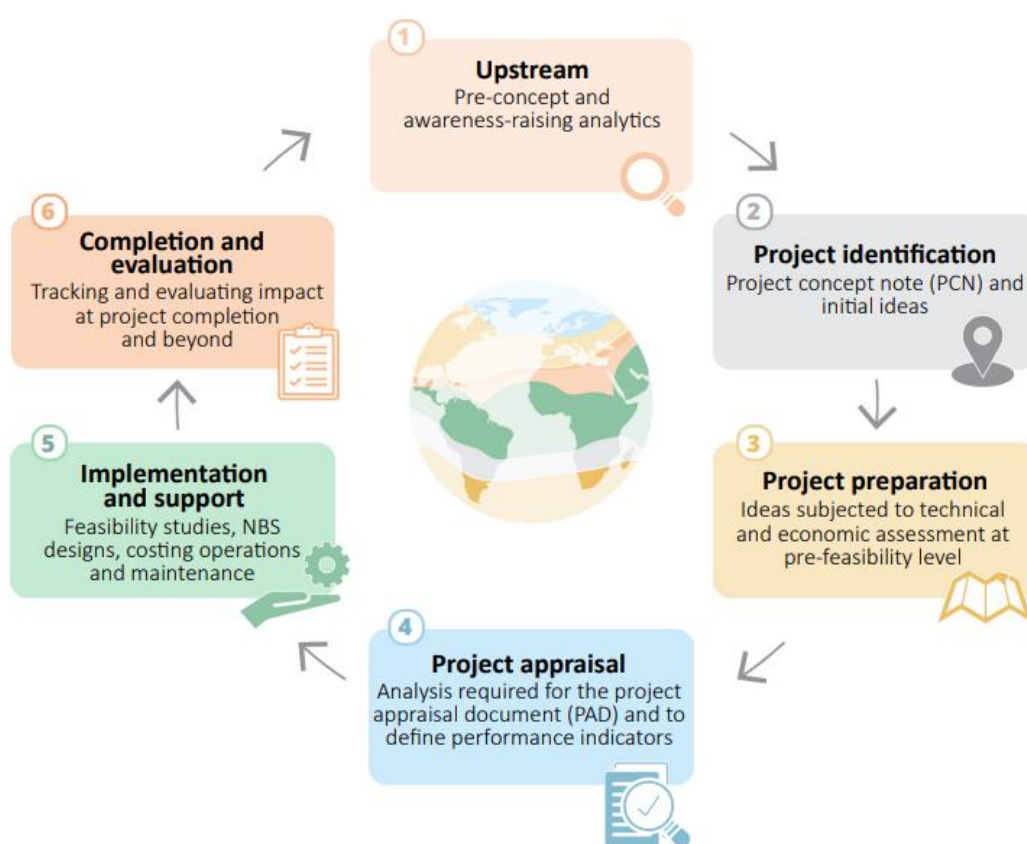 1
Upstream
Pre-concept and
awareness-raising analytics
2
Project identification
Project concept note (PCN) and
initial ideas
3
Project preparation
Ideas subjected to technical
and economic assessment at
pre-feasibility level
4
Project appraisal
Analysis required for the project
appraisal document (PAD) and to
define performance indicators
5
Implementation
and support
Feasibility studies, NBS
designs, costing operations
and maintenance
6
Completion and
evaluation
Tracking and evaluating impact
at project completion
and beyond